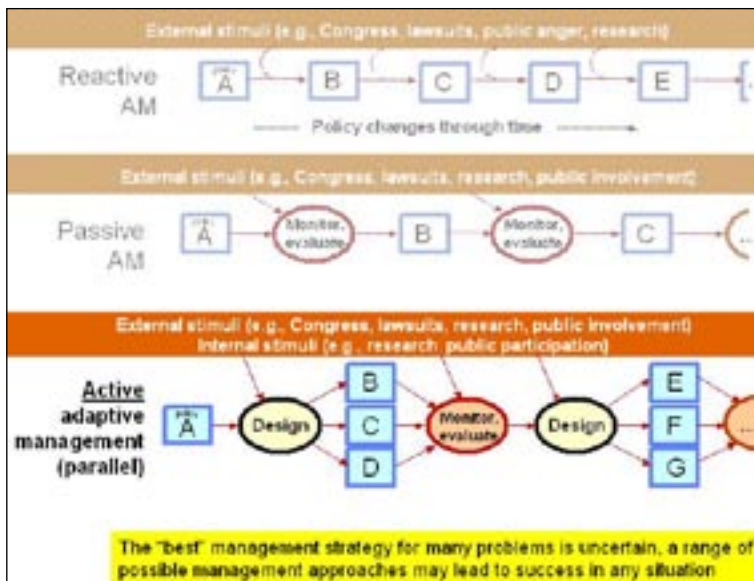 External stimuli (e.g., Congress, lawsuits, public anger, research)
Reactive
AM
A
B
C
D
E
...
Policy changes through time
External stimuli (e.g., Congress, lawsuits, research, public involvement)
Passive
AM
A
Monitor,
evaluate
B
Monitor,
evaluate
C
...
External stimuli (e.g., Congress, lawsuits, research, public involvement)
Internal stimuli (e.g., research, public participation)
Active
adaptive
management
(parallel)
A
Design
B
C
D
Monitor,
evaluate
Design
E
F
G
...
The "best" management strategy for many problems is uncertain, a range of
possible management approaches may lead to success in any situation